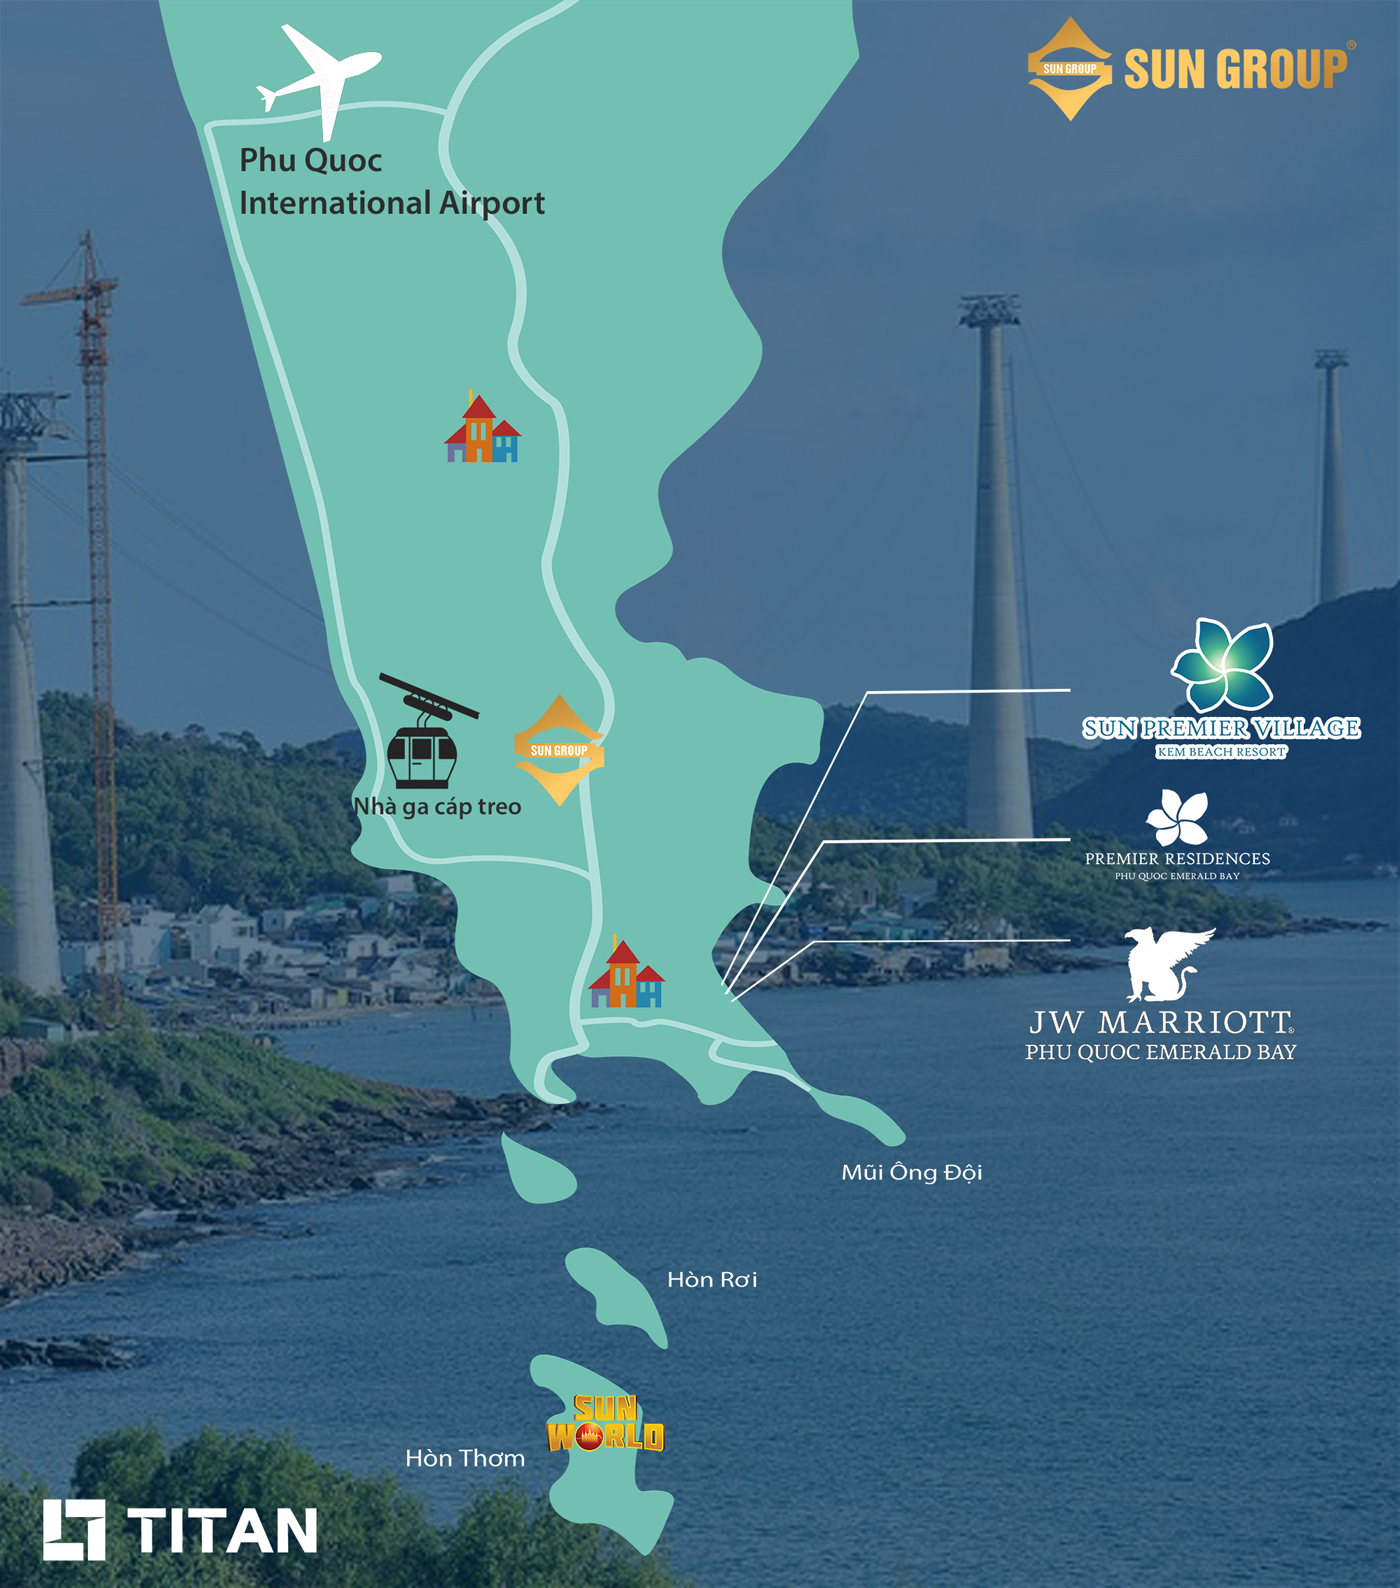 SUN GROUP
SUN GROUP®
Phu Quoc
International Airport
SUN GROUP
Nhà ga cáp treo
SUN PREMIER VILLAGE
KEM BEACH RESORT
PREMIER RESIDENCES
PHU QUOC EMERALD BAY
JW MARRIOTT®
PHU QUOC EMERALD BAY
Mũi Ông Đội
Hòn Rơi
SUN
WORLD
Hòn Thơm
TITAN